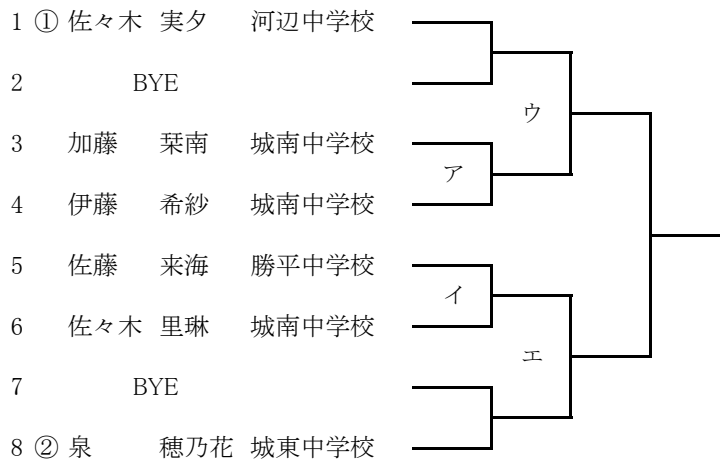 1 ① 佐々木 実夕 河辺中学校
2 BYE
ウ
3 加藤 栞南 城南中学校
ア
4 伊藤 希紗 城南中学校
5 佐藤 来海 勝平中学校
イ
6 佐々木 里琳 城南中学校
エ
7 BYE
8 ② 泉 穂乃花 城東中学校